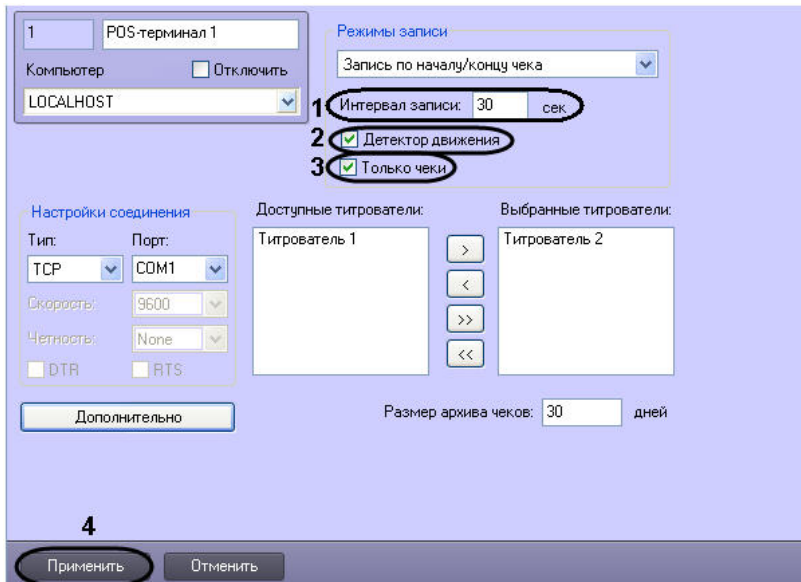 1
POS-терминал 1
Компьютер
Отключить
LOCALHOST
Режимы записи
Запись по началу/концу чека
1 Интервал записи: 30 сек
2 Детектор движения
3 Только чеки
Настройки соединения
Тип: Порт:
TCP COM1
Скорость: 9600
Четность: None
DTR RTS
Дополнительно
Доступные титрователи:
Титрователь 1
>
<
>>
<<
Выбранные титрователи:
Титрователь 2
Размер архива чеков: 30 дней
4
Применить Отменить